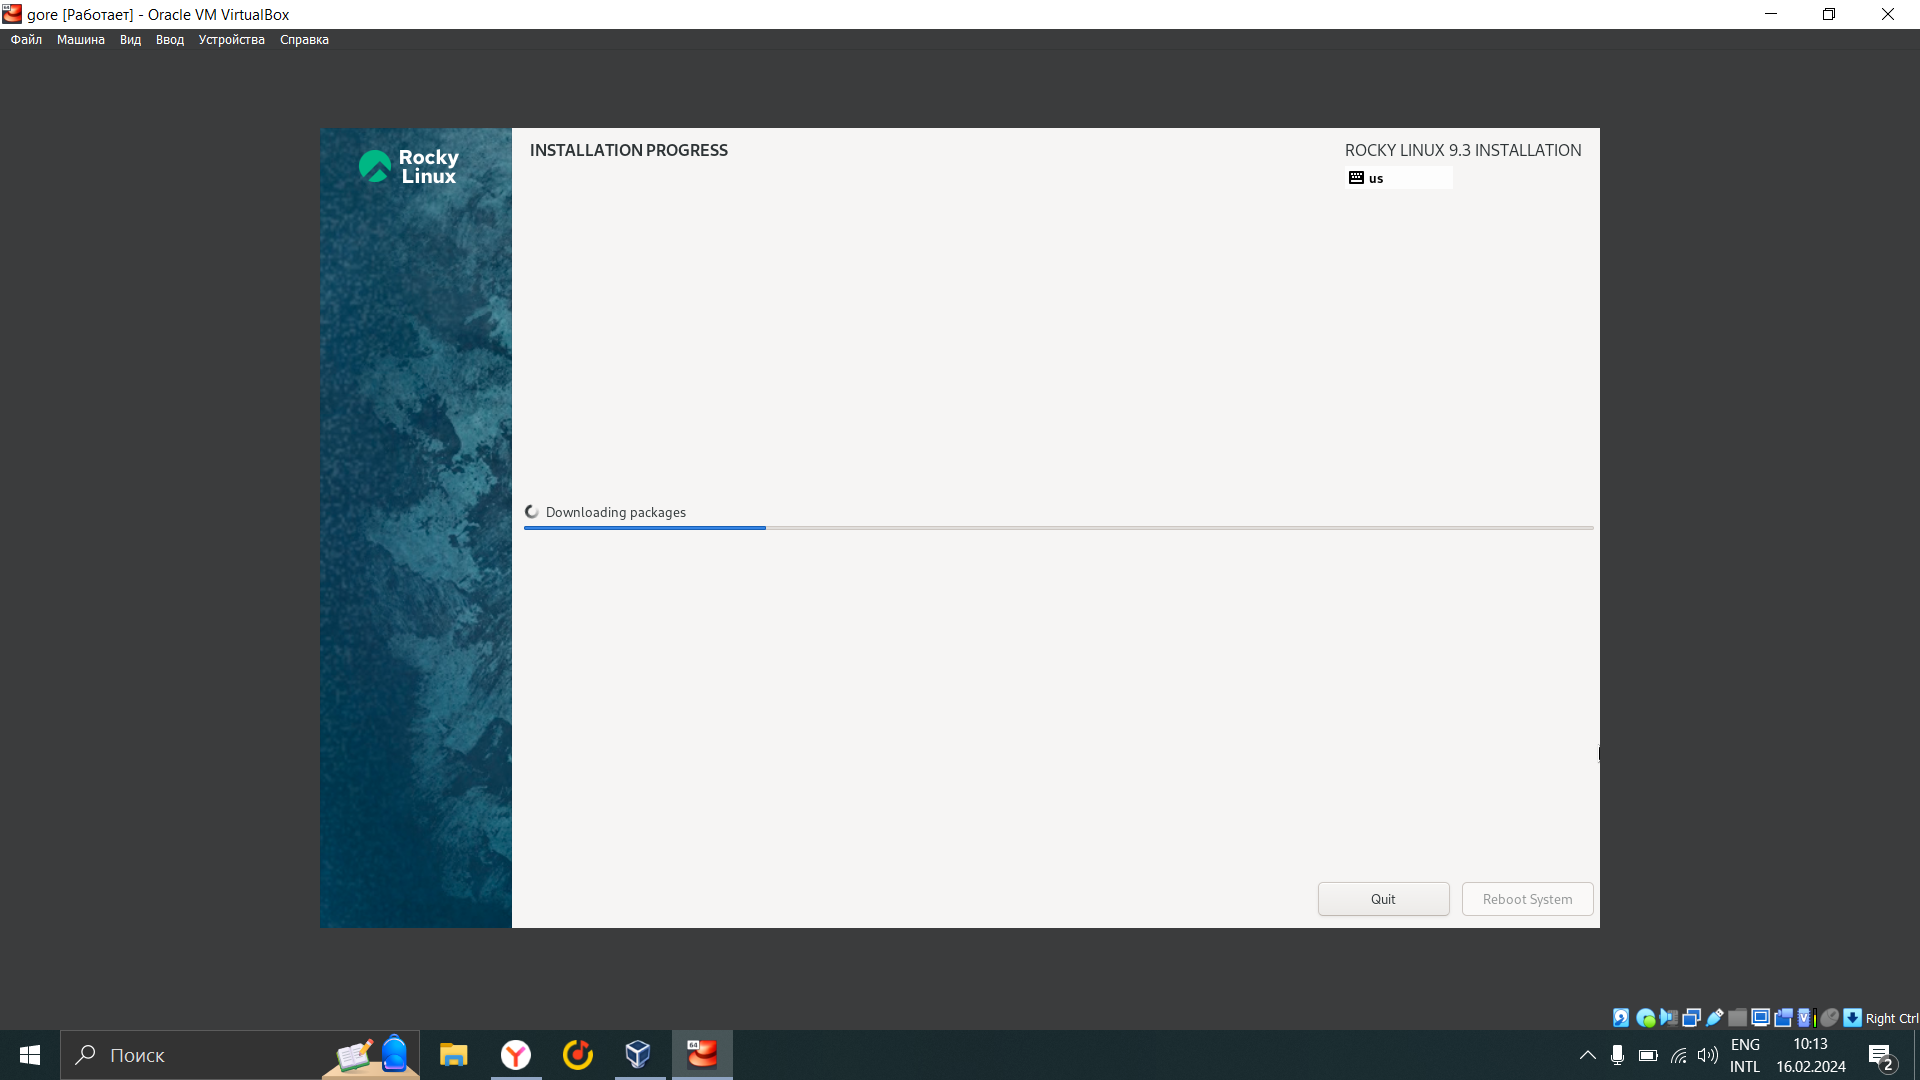 gore [Работает] - Oracle VM VirtualBox
Файл Машина Вид Ввод Устройства Справка
Rocky
Linux
INSTALLATION PROGRESS
ROCKY LINUX 9.3 INSTALLATION
us
Downloading packages
Quit
Reboot System
Right Ctrl
Поиск
64
ENG
INTL
10:13
16.02.2024
2